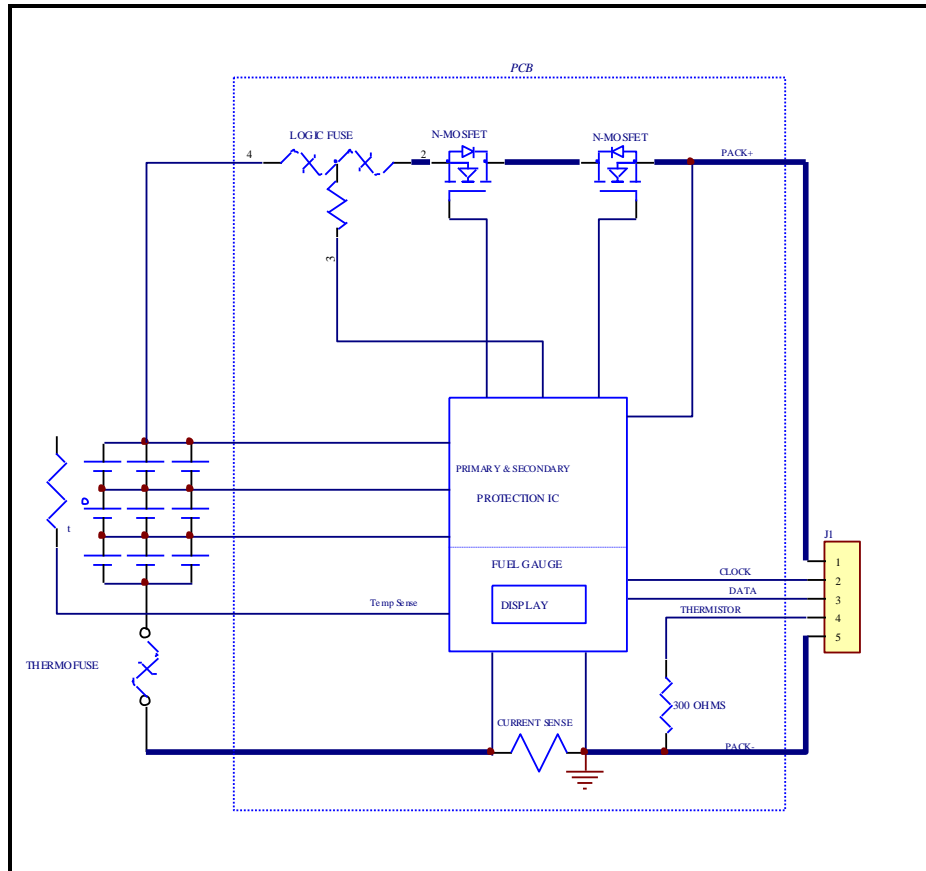 PCB
LOGIC FUSE
N-MOSFET
N-MOSFET
4
2
PACK+
3
PRIMARY & SECONDARY
PROTECTION IC
t
J1
FUEL GAUGE
1
CLOCK
2
DATA
3
DISPLAY
Temp Sense
THERMISTOR
4
5
THERMOFUSE
300 OHMS
CURRENT SENSE
PACK-